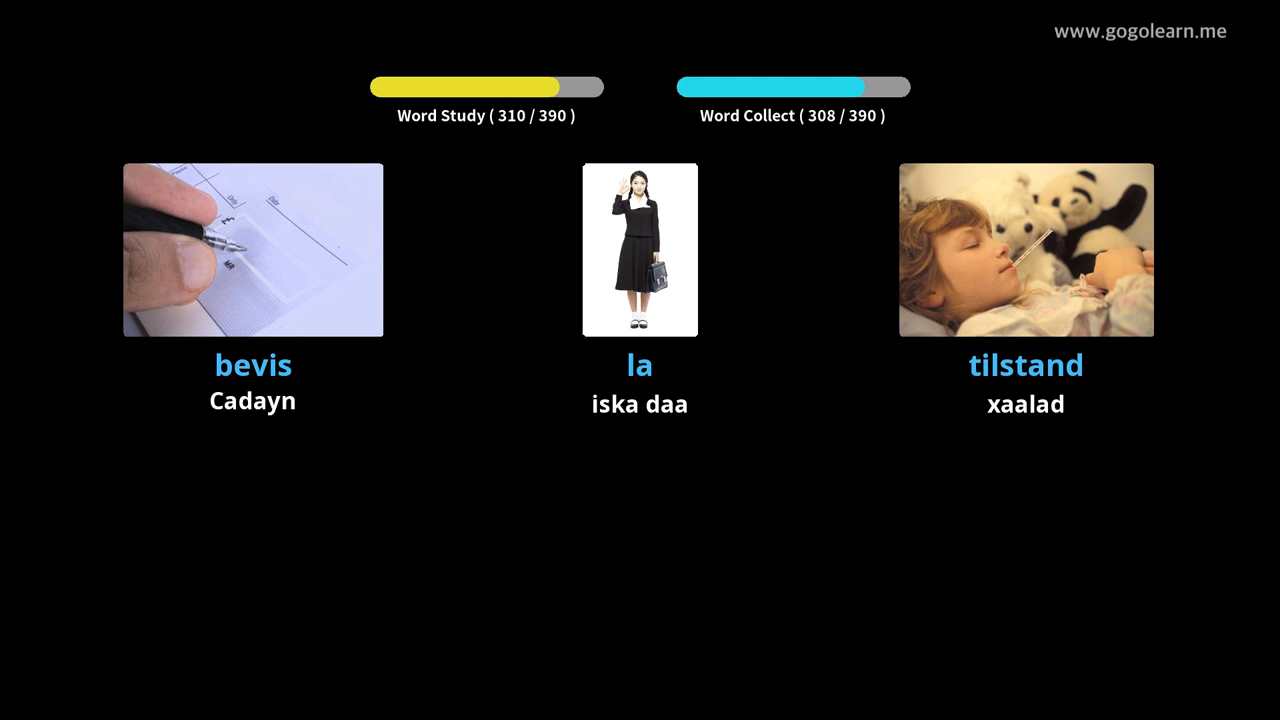 www.gogolearn.me
Word Study ( 310 / 390 )
Word Collect ( 308 / 390 )
bevis
Cadayn
la
iska daa
tilstand
xaalad